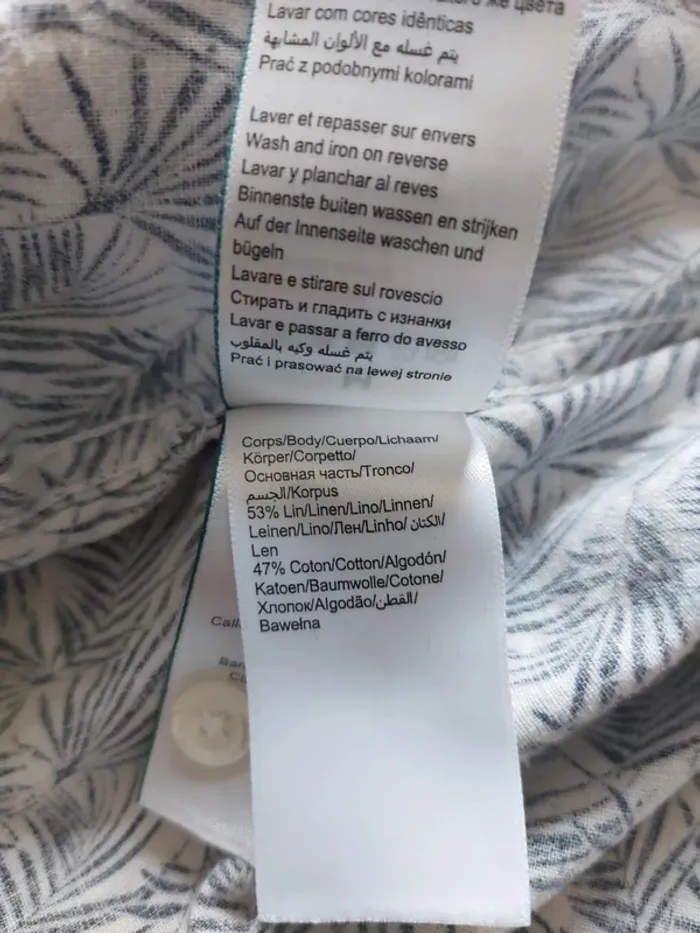 же цвета
Lavar com cores idênticas
يتم غسله مع الألوان المشابهة
Prać z podobnymi kolorami
Laver et repasser sur envers
Wash and iron on reverse
Lavar y planchar al reves
Binnenste buiten wassen en strijken
Auf der Innenseite waschen und
bügeln
Lavare e stirare sul rovescio
Стирать и гладить с изнанки
Lavar e passar a ferro do avesso
يتم غسله وكيه بالمقلوب
Prać i prasować na lewej stronie
Corps/Body/Cuerpo/Lichaam/
Körper/Corpetto/
Основная часть/Tronco/
الجسم/Korpus
53% Lin/Linen/Lino/Linnen/
Leinen/Lino/Лен/Linho/الكتان/
Len
47% Coton/Cotton/Algodón/
Katoen/Baumwolle/Cotone/
Хлопок/Algodão/القطن/
Bawełna